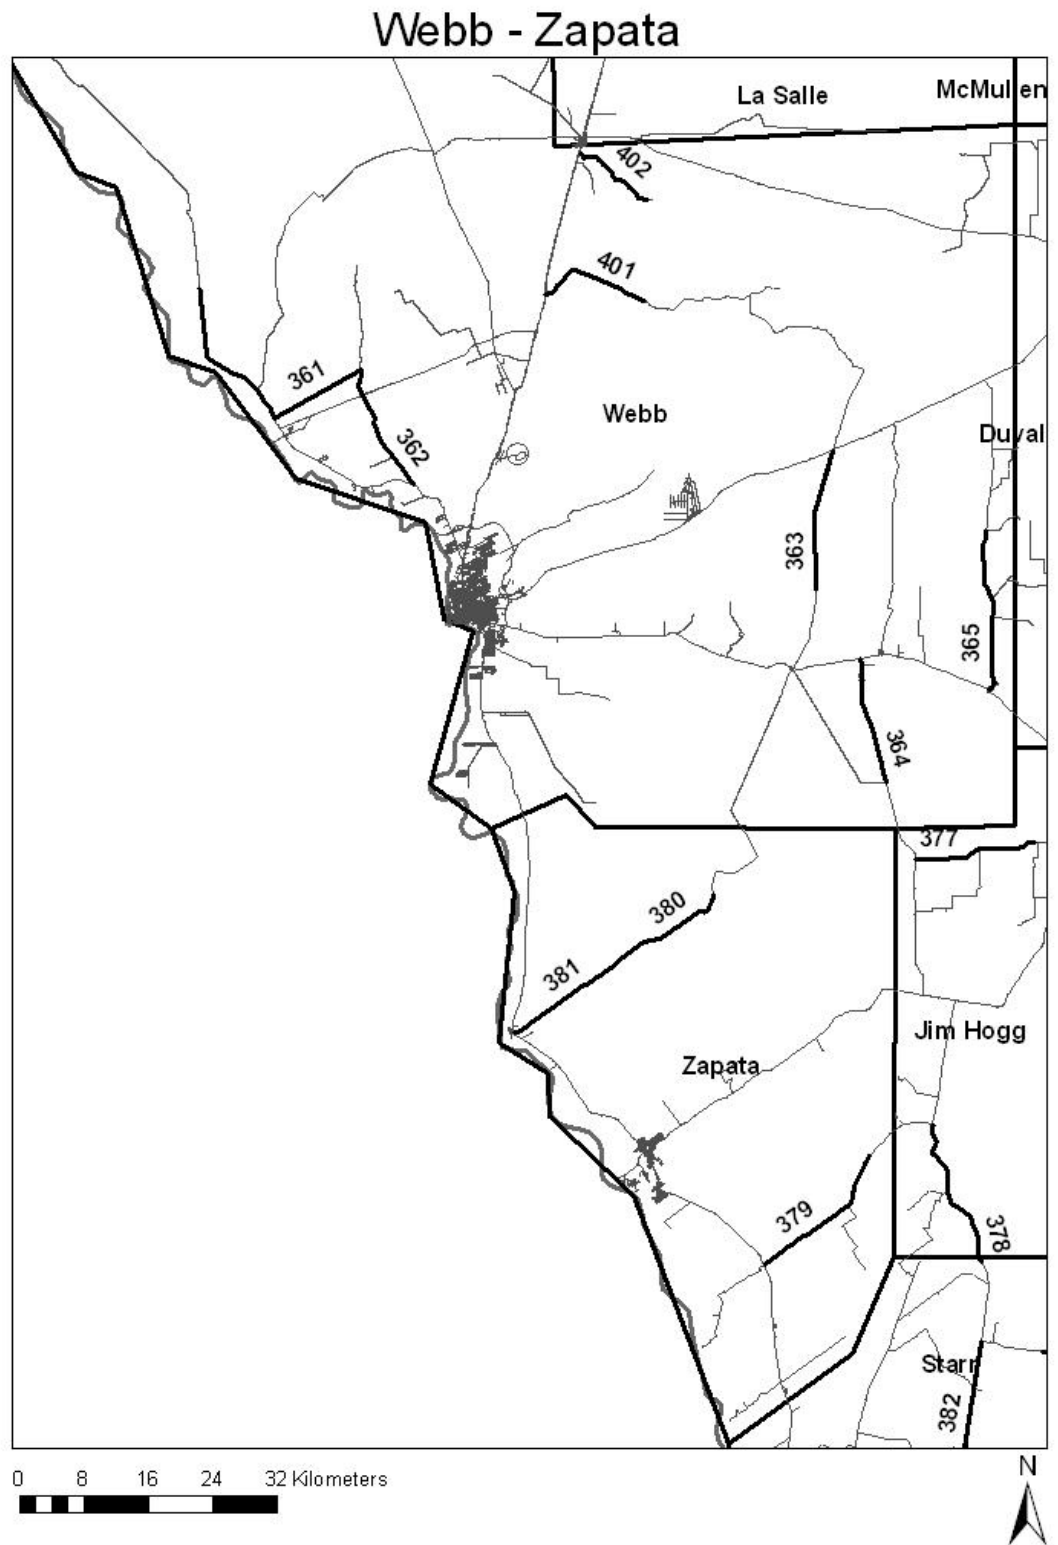 Webb - Zapata
La Salle
McMullen
402
401
361
Webb
362
Duval
363
365
364
377
380
381
Jim Hogg
Zapata
379
378
Starr
382
0 8 16 24 32 Kilometers
N